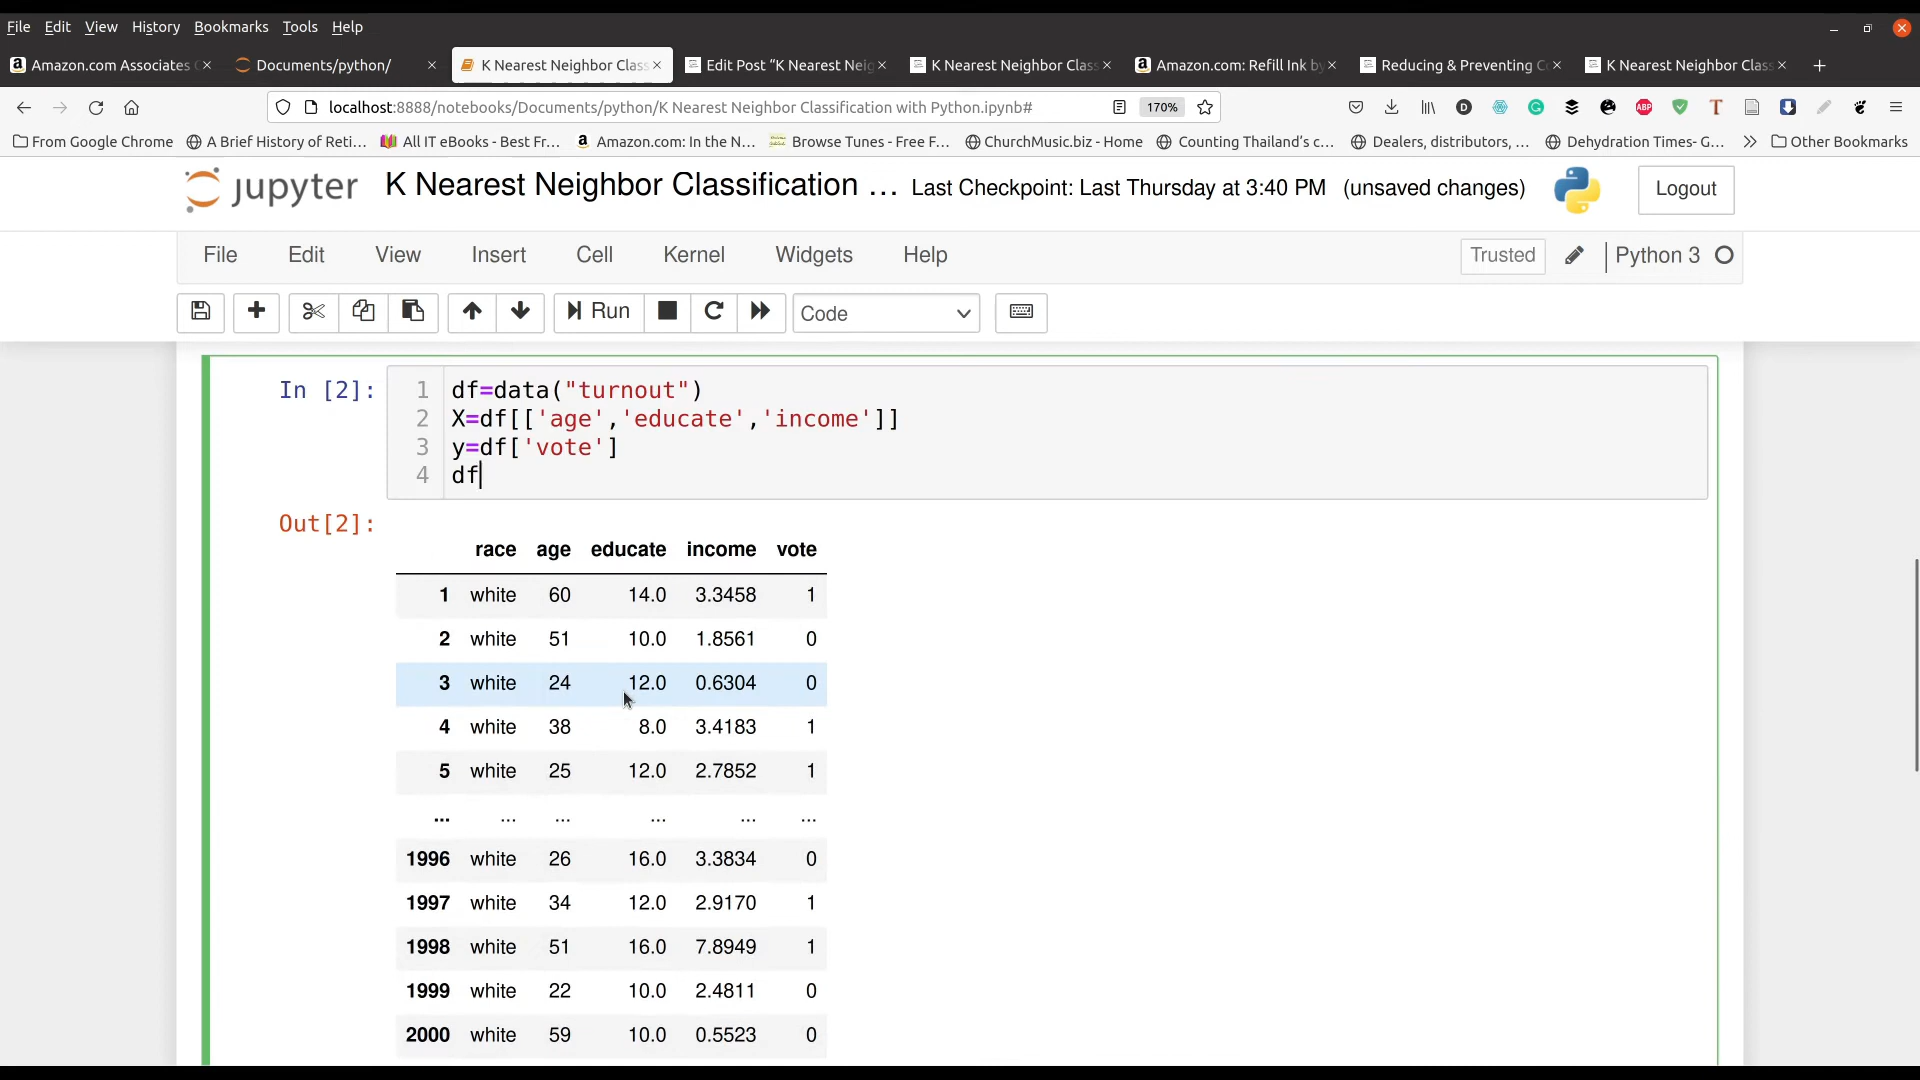 File Edit View History Bookmarks Tools Help
Amazon.com Associates C Documents/python/ K Nearest Neighbor Class Edit Post “K Nearest Neig K Nearest Neighbor Class Amazon.com: Refill Ink by Reducing & Preventing C K Nearest Neighbor Class
localhost:8888/notebooks/Documents/python/K Nearest Neighbor Classification with Python.ipynb# 170%
From Google Chrome A Brief History of Reti... All IT eBooks - Best Fr... Amazon.com: In the N... Browse Tunes - Free F... ChurchMusic.biz - Home Counting Thailand’s c... Dealers, distributors, ... Dehydration Times- G... Other Bookmarks
jupyter K Nearest Neighbor Classification ... Last Checkpoint: Last Thursday at 3:40 PM (unsaved changes) Logout
File Edit View Insert Cell Kernel Widgets Help Trusted Python 3
Run Code
In [2]: 1 df=data("turnout")
2 X=df[['age','educate','income']]
3 y=df['vote']
4 df
Out[2]:
race age educate income vote
1 white 60 14.0 3.3458 1
2 white 51 10.0 1.8561 0
3 white 24 12.0 0.6304 0
4 white 38 8.0 3.4183 1
5 white 25 12.0 2.7852 1
... ... ... ... ... ...
1996 white 26 16.0 3.3834 0
1997 white 34 12.0 2.9170 1
1998 white 51 16.0 7.8949 1
1999 white 22 10.0 2.4811 0
2000 white 59 10.0 0.5523 0